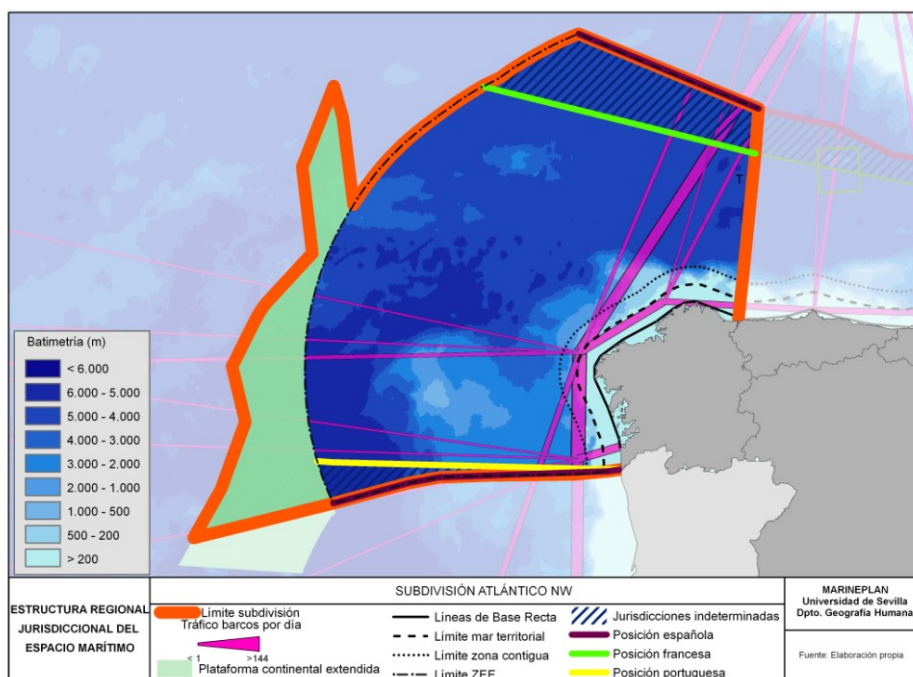 T
Batimetría (m)
< 6.000
6.000 - 5.000
5.000 - 4.000
4.000 - 3.000
3.000 - 2.000
2.000 - 1.000
1.000 - 500
500 - 200
> 200
ESTRUCTURA REGIONAL
JURISDICCIONAL DEL
ESPACIO MARÍTIMO
SUBDIVISIÓN ATLÁNTICO NW
Límite subdivisión
Tráfico barcos por día
< 1 >144
Plataforma continental extendida
Líneas de Base Recta
Límite mar territorial
Límite zona contigua
Límite ZEE
Jurisdicciones indeterminadas
Posición española
Posición francesa
Posición portuguesa
MARINEPLAN
Universidad de Sevilla
Dpto. Geografía Humana
Fuente: Elaboración propia